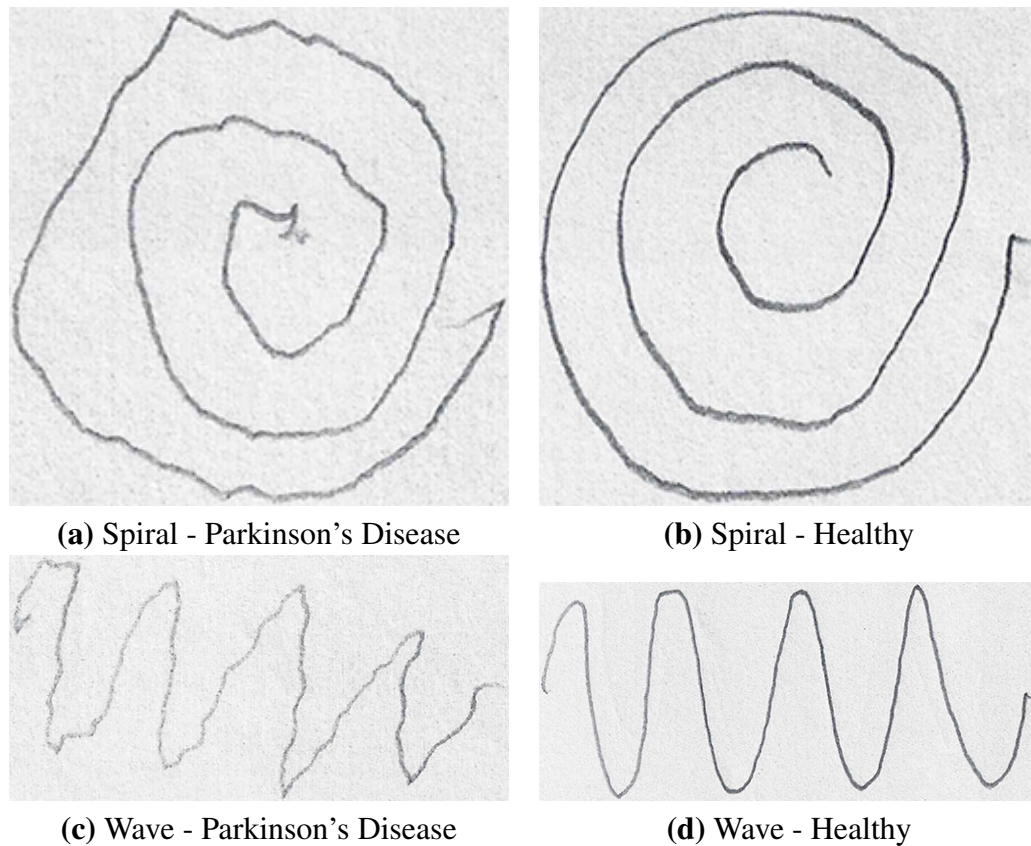 (a) Spiral - Parkinson's Disease
(b) Spiral - Healthy
(c) Wave - Parkinson's Disease
(d) Wave - Healthy